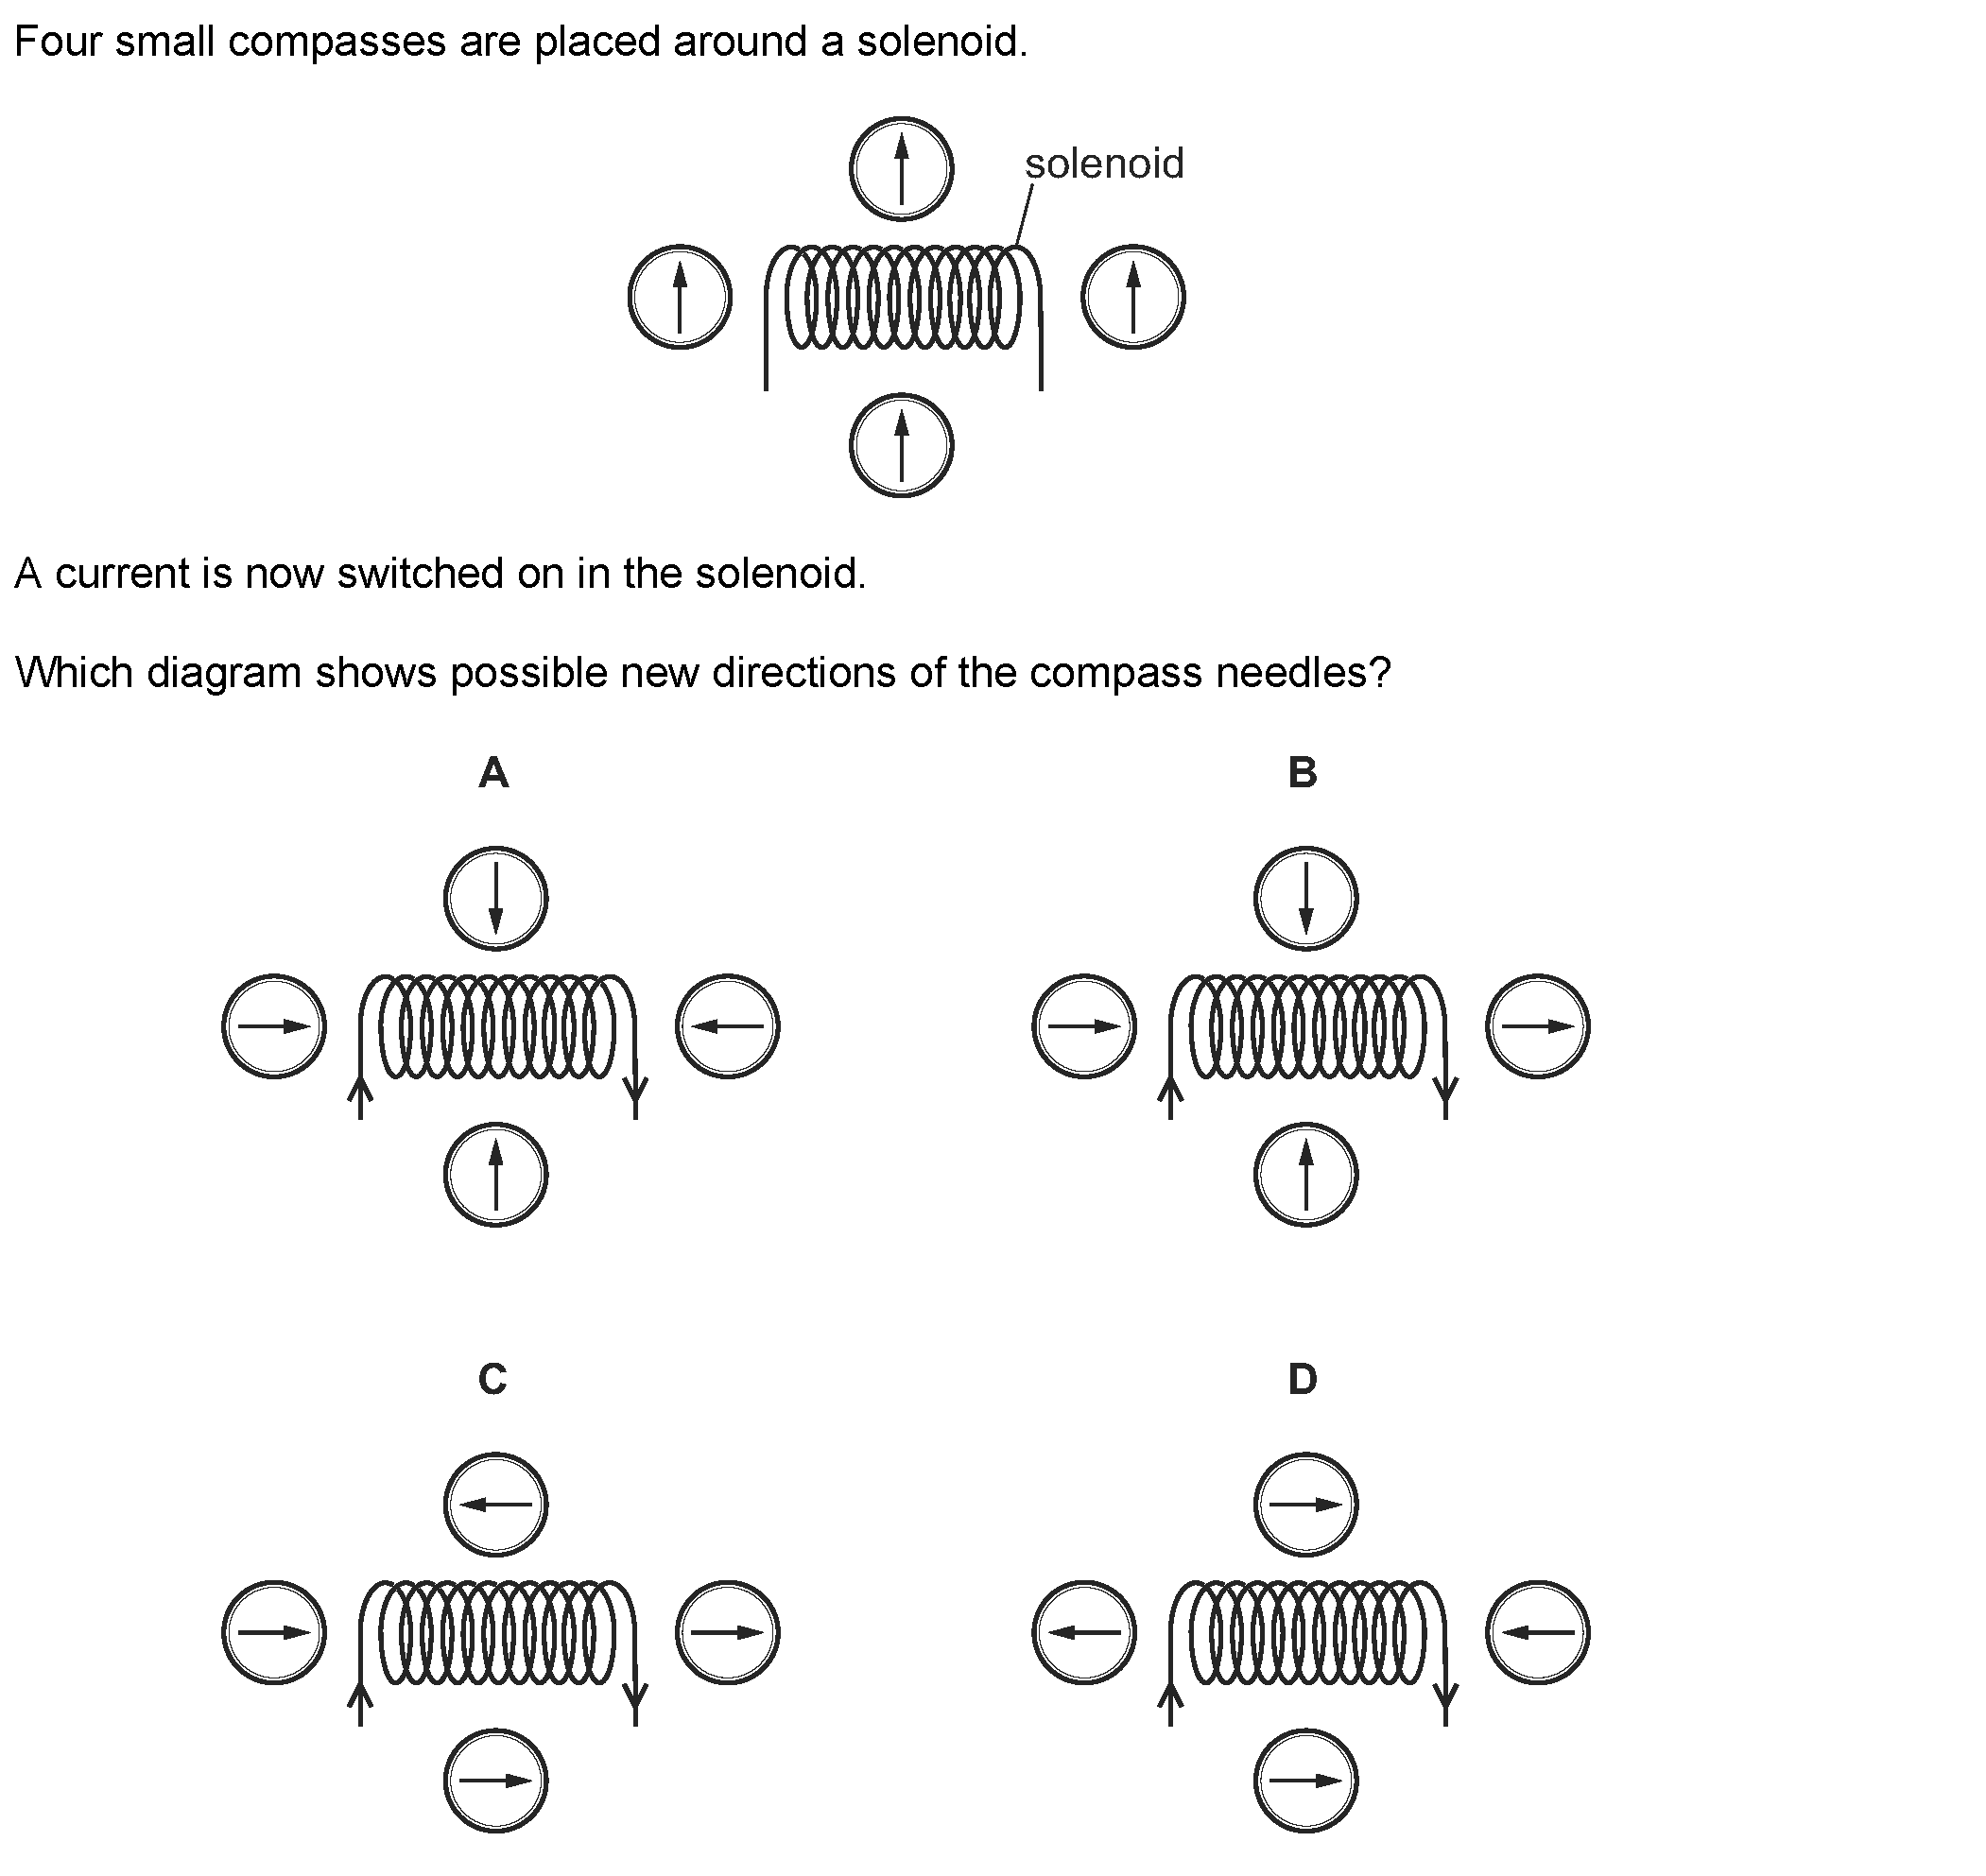 Four small compasses are placed around a solenoid.
solenoid
A current is now switched on in the solenoid.
Which diagram shows possible new directions of the compass needles?
A
B
C
D